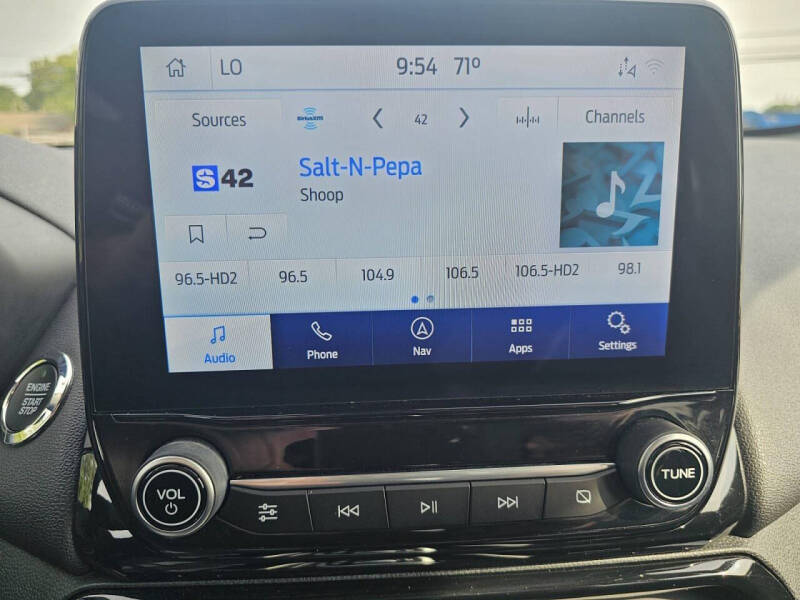 LO 9:54 71°
Sources SiriusXM 42 Channels
S 42
Salt-N-Pepa
Shoop
96.5-HD2 96.5 104.9 106.5 106.5-HD2 98.1
Audio Phone Nav Apps Settings
ENGINE
START
STOP
VOL
TUNE